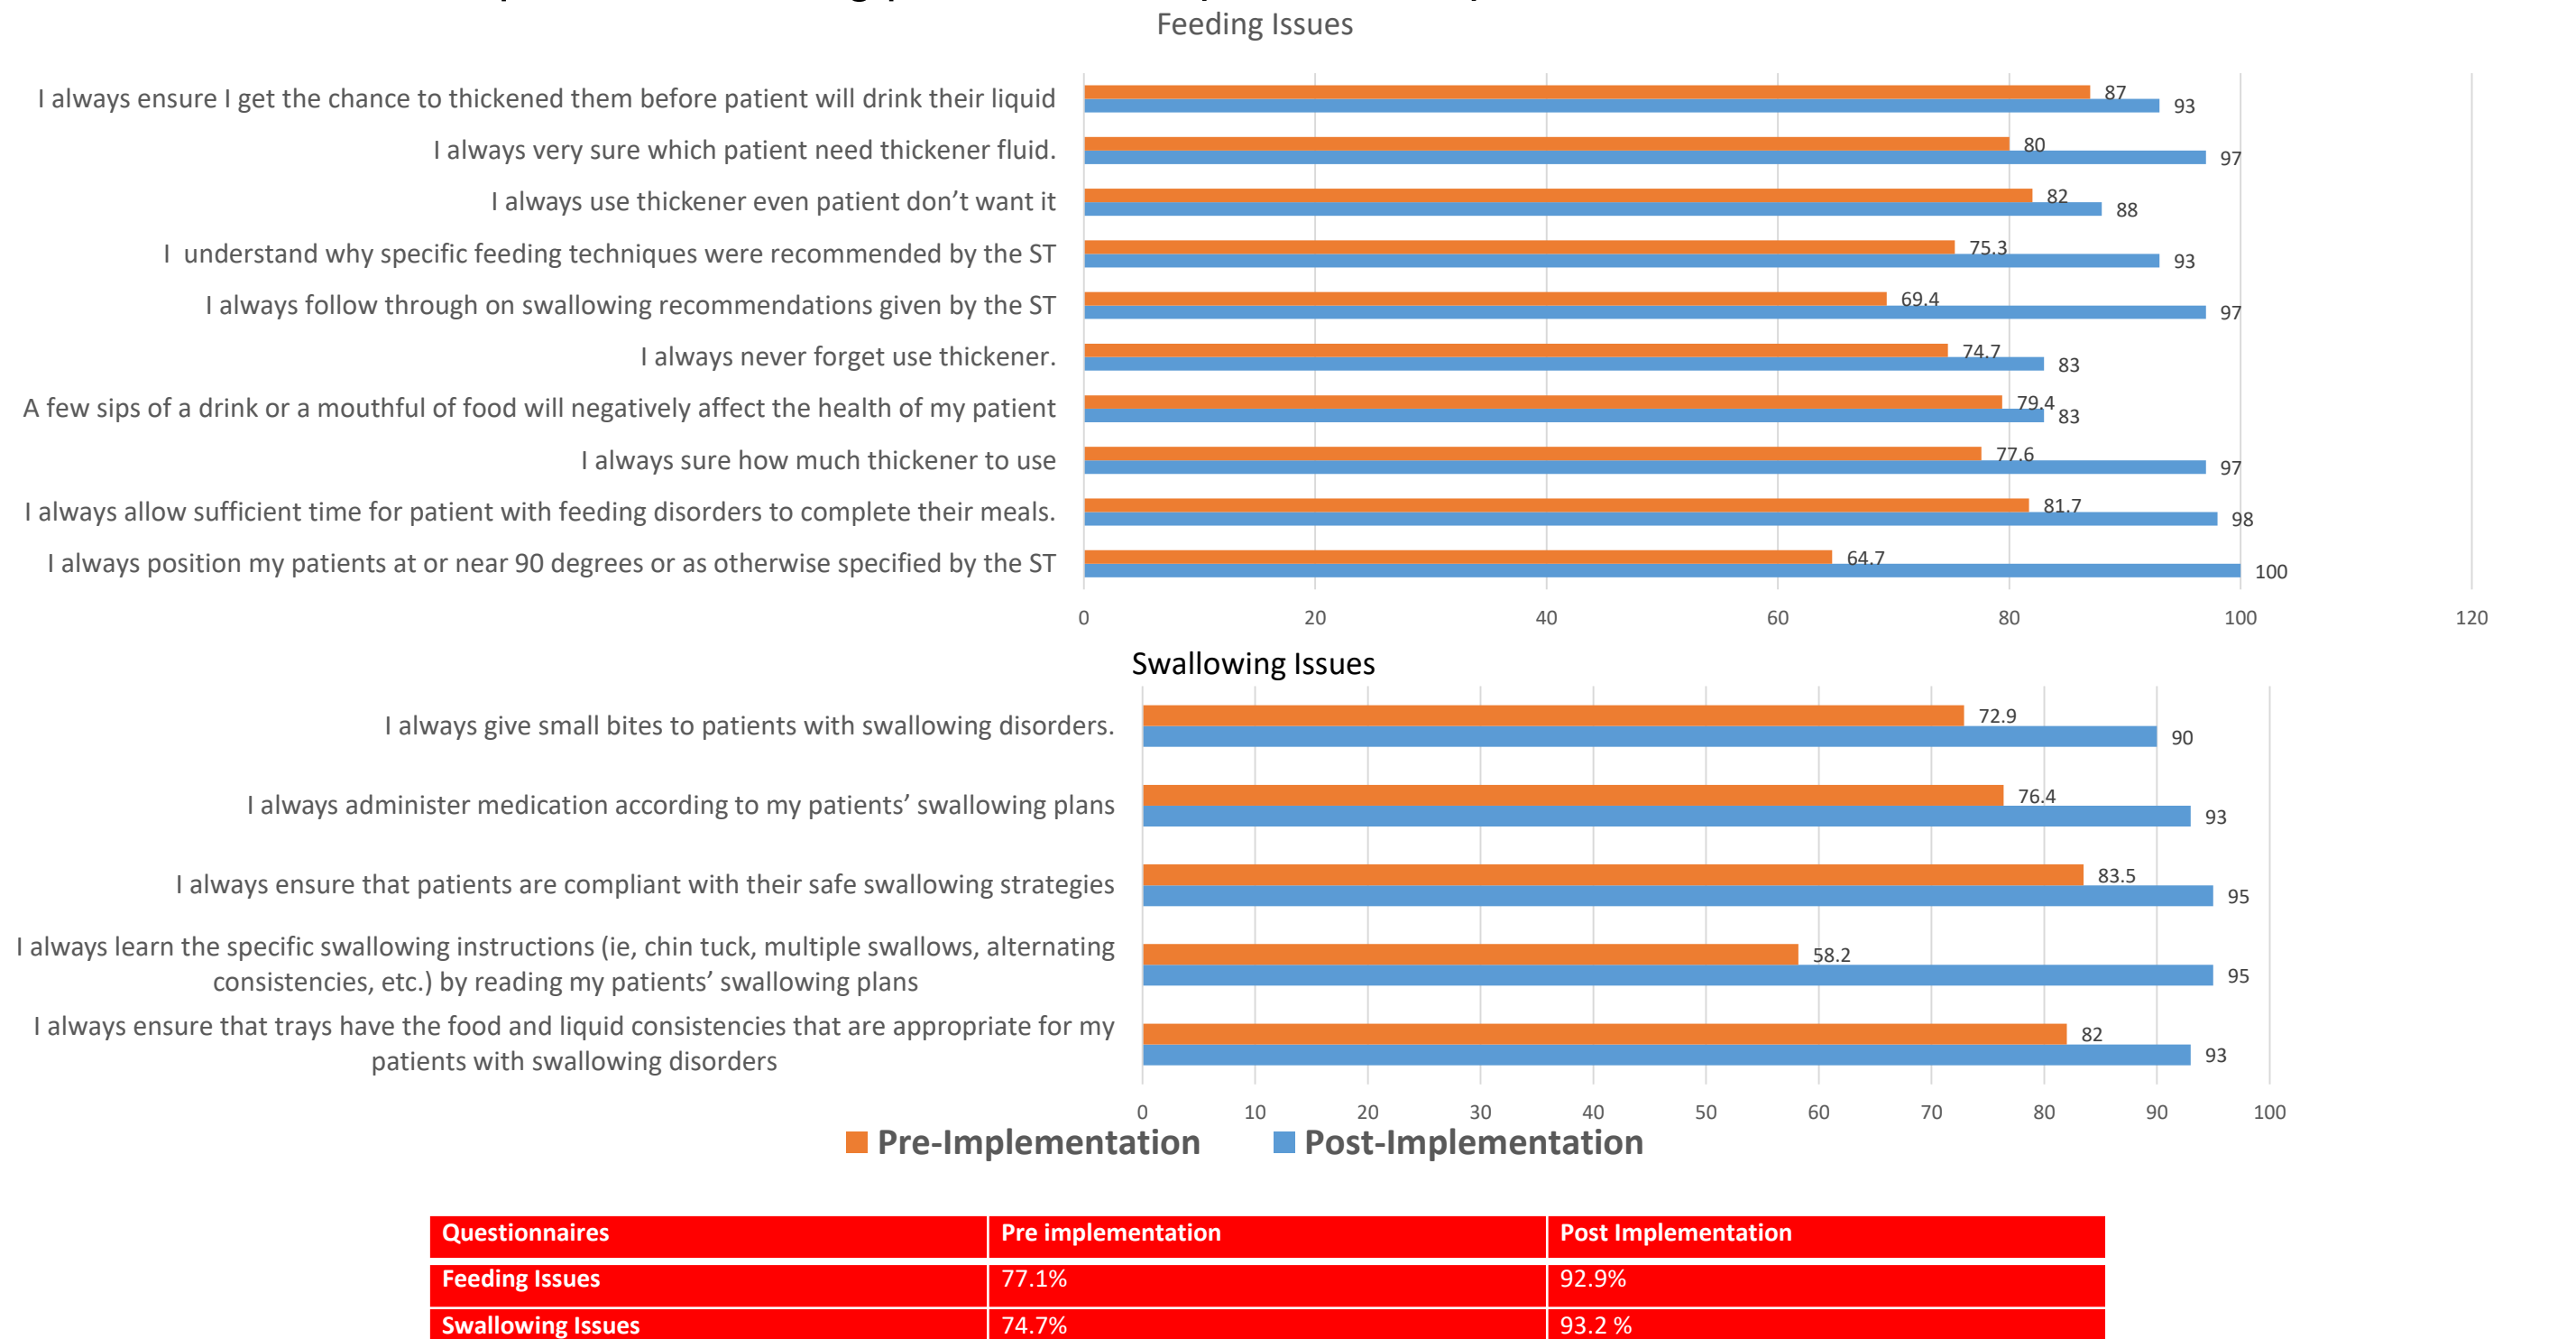 Feeding Issues
I always ensure I get the chance to thickened them before patient will drink their liquid
87
93
I always very sure which patient need thickener fluid.
80
97
I always use thickener even patient don’t want it
82
88
I understand why specific feeding techniques were recommended by the ST
75.3
93
I always follow through on swallowing recommendations given by the ST
69.4
97
I always never forget use thickener.
74.7
83
A few sips of a drink or a mouthful of food will negatively affect the health of my patient
79.4
83
I always sure how much thickener to use
77.6
97
I always allow sufficient time for patient with feeding disorders to complete their meals.
81.7
98
I always position my patients at or near 90 degrees or as otherwise specified by the ST
64.7
100
0 20 40 60 80 100 120
Swallowing Issues
I always give small bites to patients with swallowing disorders.
72.9
90
I always administer medication according to my patients’ swallowing plans
76.4
93
I always ensure that patients are compliant with their safe swallowing strategies
83.5
95
I always learn the specific swallowing instructions (ie, chin tuck, multiple swallows, alternating
consistencies, etc.) by reading my patients’ swallowing plans
58.2
95
I always ensure that trays have the food and liquid consistencies that are appropriate for my
patients with swallowing disorders
82
93
0 10 20 30 40 50 60 70 80 90 100
Pre-Implementation Post-Implementation
Questionnaires Pre implementation Post Implementation
Feeding Issues 77.1% 92.9%
Swallowing Issues 74.7% 93.2 %